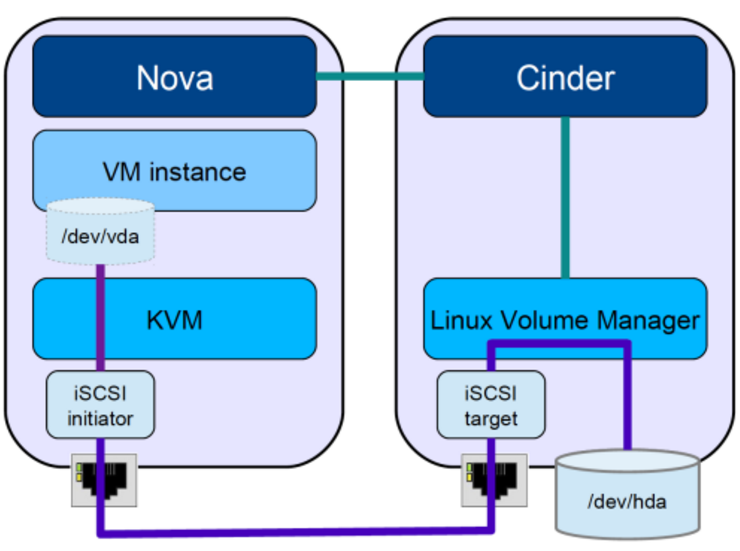 Nova
Cinder
VM instance
/dev/vda
KVM
Linux Volume Manager
iSCSI
initiator
iSCSI
target
/dev/hda